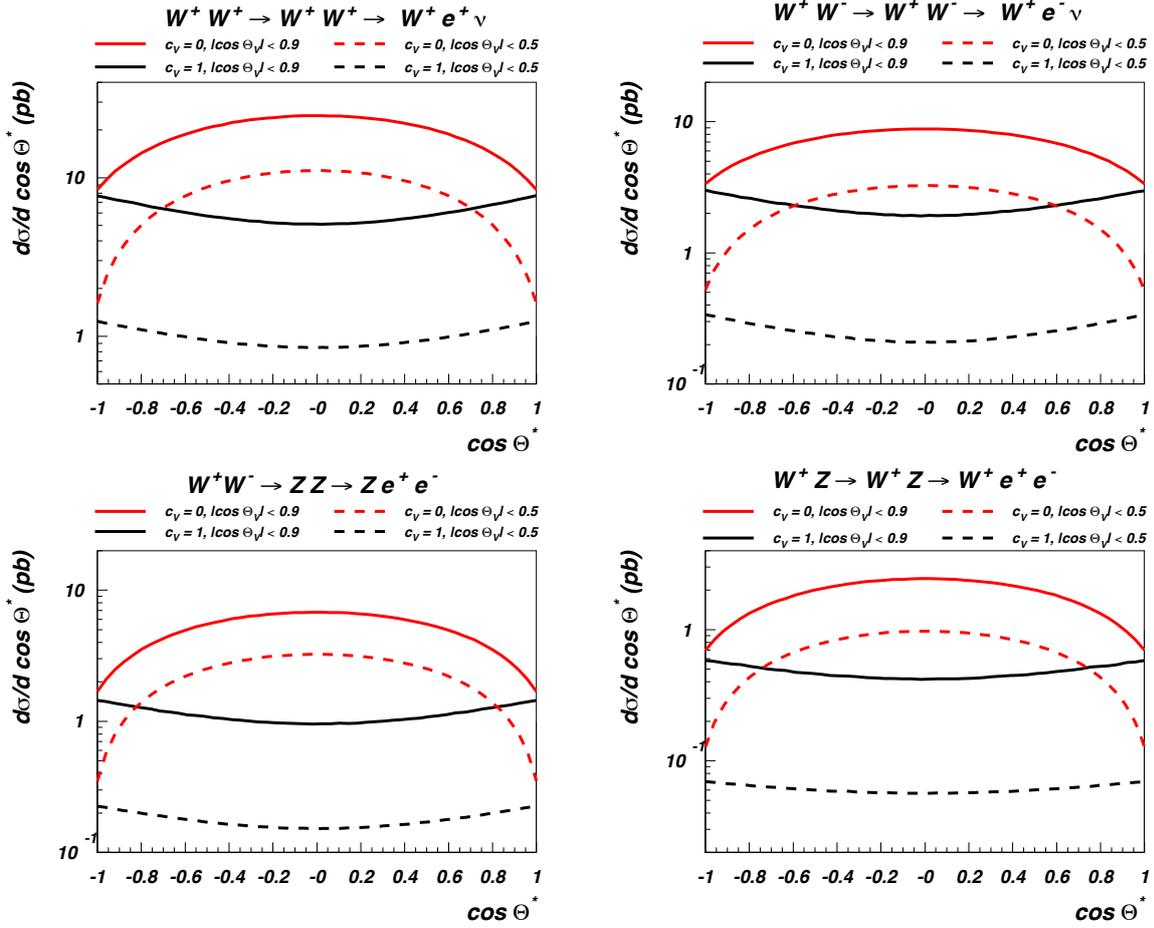 W+ W+ → W+ W+ → W+ e+ ν
c_V = 0, |cos Θ_V| < 0.9 c_V = 0, |cos Θ_V| < 0.5
c_V = 1, |cos Θ_V| < 0.9 c_V = 1, |cos Θ_V| < 0.5
dσ/d cos Θ* (pb)
10
1
-1 -0.8 -0.6 -0.4 -0.2 -0 0.2 0.4 0.6 0.8 1
cos Θ*
W+ W- → W+ W- → W+ e- ν
c_V = 0, |cos Θ_V| < 0.9 c_V = 0, |cos Θ_V| < 0.5
c_V = 1, |cos Θ_V| < 0.9 c_V = 1, |cos Θ_V| < 0.5
dσ/d cos Θ* (pb)
10
1
10 -1
-1 -0.8 -0.6 -0.4 -0.2 -0 0.2 0.4 0.6 0.8 1
cos Θ*
W+W- → Z Z → Z e+ e-
c_V = 0, |cos Θ_V| < 0.9 c_V = 0, |cos Θ_V| < 0.5
c_V = 1, |cos Θ_V| < 0.9 c_V = 1, |cos Θ_V| < 0.5
dσ/d cos Θ* (pb)
10
1
10 -1
-1 -0.8 -0.6 -0.4 -0.2 -0 0.2 0.4 0.6 0.8 1
cos Θ*
W+ Z → W+ Z → W+ e+ e-
c_V = 0, |cos Θ_V| < 0.9 c_V = 0, |cos Θ_V| < 0.5
c_V = 1, |cos Θ_V| < 0.9 c_V = 1, |cos Θ_V| < 0.5
dσ/d cos Θ* (pb)
1
10 -1
-1 -0.8 -0.6 -0.4 -0.2 -0 0.2 0.4 0.6 0.8 1
cos Θ*